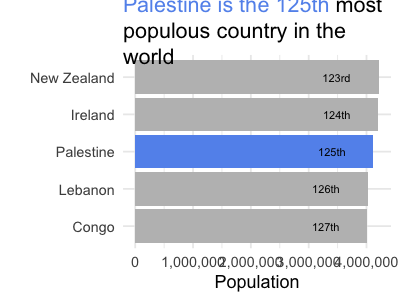 Palestine is the 125th most
populous country in the
world
New Zealand 123rd
Ireland 124th
Palestine 125th
Lebanon 126th
Congo 127th
0 1,000,000 2,000,000 3,000,000 4,000,000
Population